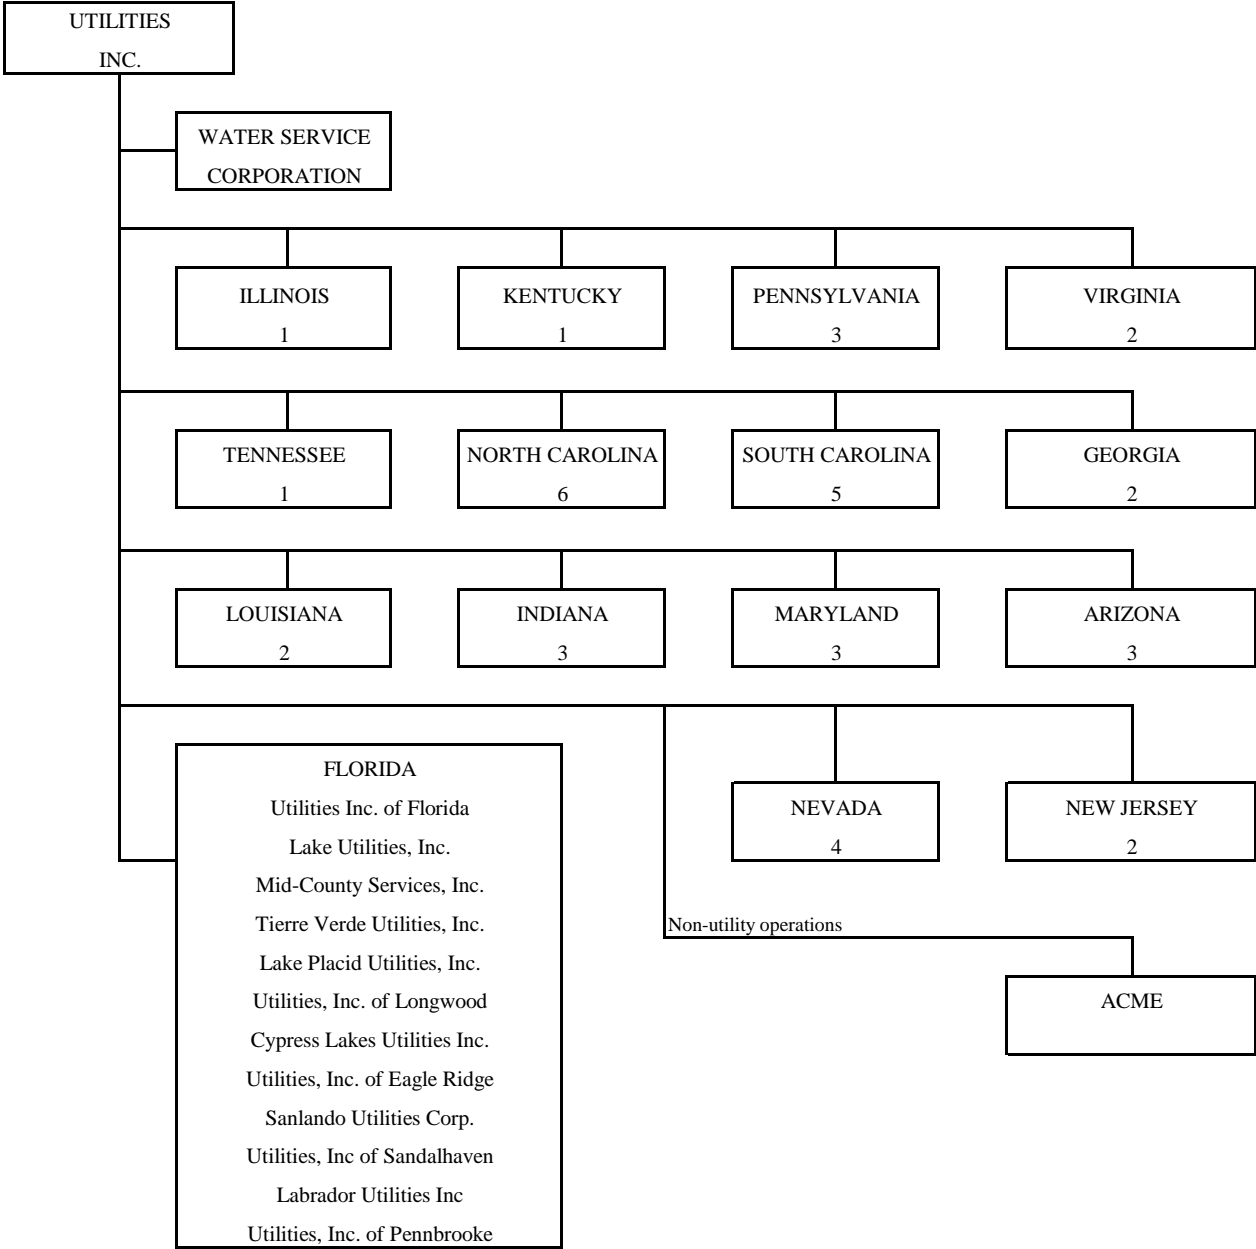 UTILITIES
INC.
WATER SERVICE
CORPORATION
ILLINOIS
1
KENTUCKY
1
PENNSYLVANIA
3
VIRGINIA
2
TENNESSEE
1
NORTH CAROLINA
6
SOUTH CAROLINA
5
GEORGIA
2
LOUISIANA
2
INDIANA
3
MARYLAND
3
ARIZONA
3
FLORIDA
Utilities Inc. of Florida
Lake Utilities, Inc.
Mid-County Services, Inc.
Tierre Verde Utilities, Inc.
Lake Placid Utilities, Inc.
Utilities, Inc. of Longwood
Cypress Lakes Utilities Inc.
Utilities, Inc. of Eagle Ridge
Sanlando Utilities Corp.
Utilities, Inc of Sandalhaven
Labrador Utilities Inc
Utilities, Inc. of Pennbrooke
NEVADA
4
NEW JERSEY
2
Non-utility operations
ACME